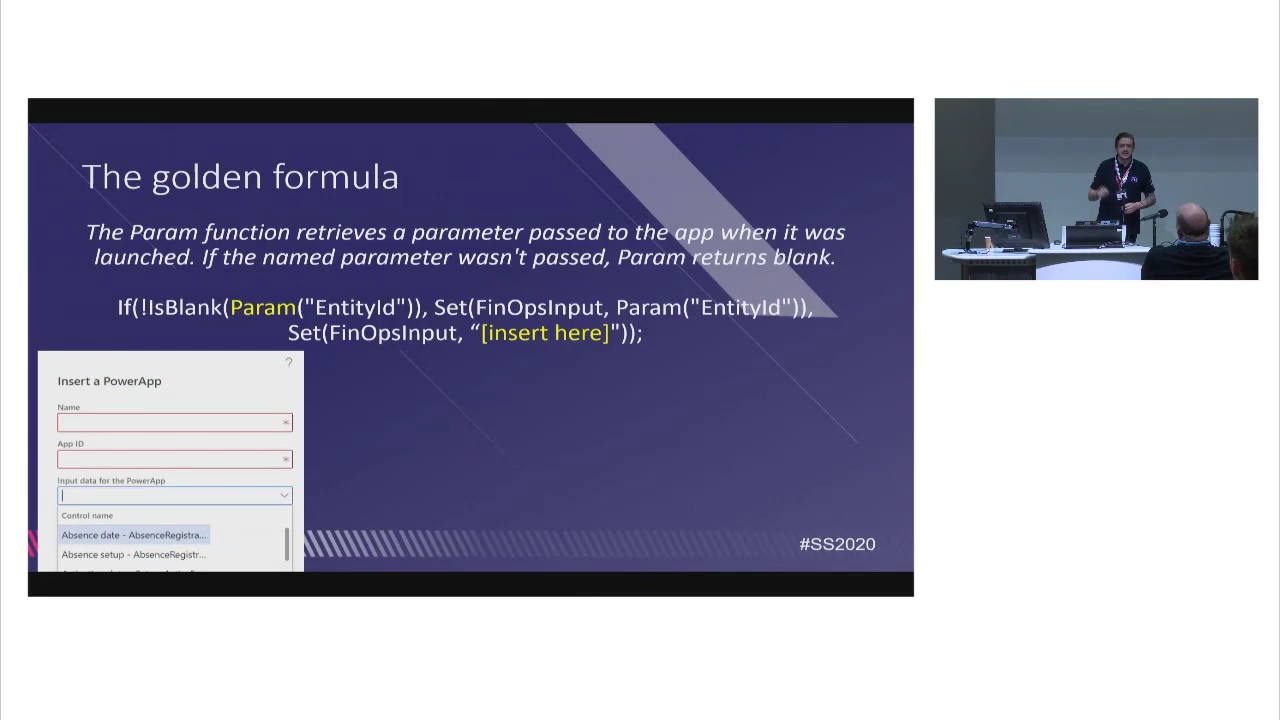 The golden formula
The Param function retrieves a parameter passed to the app when it was
launched. If the named parameter wasn't passed, Param returns blank.
If(!IsBlank(Param("EntityId")), Set(FinOpsInput, Param("EntityId")),
Set(FinOpsInput, “[insert here]"));
?
Insert a PowerApp
Name
*
App ID
*
Input data for the PowerApp
Control name
Absence date - AbsenceRegistra...
Absence setup - AbsenceRegistr...
#SS2020